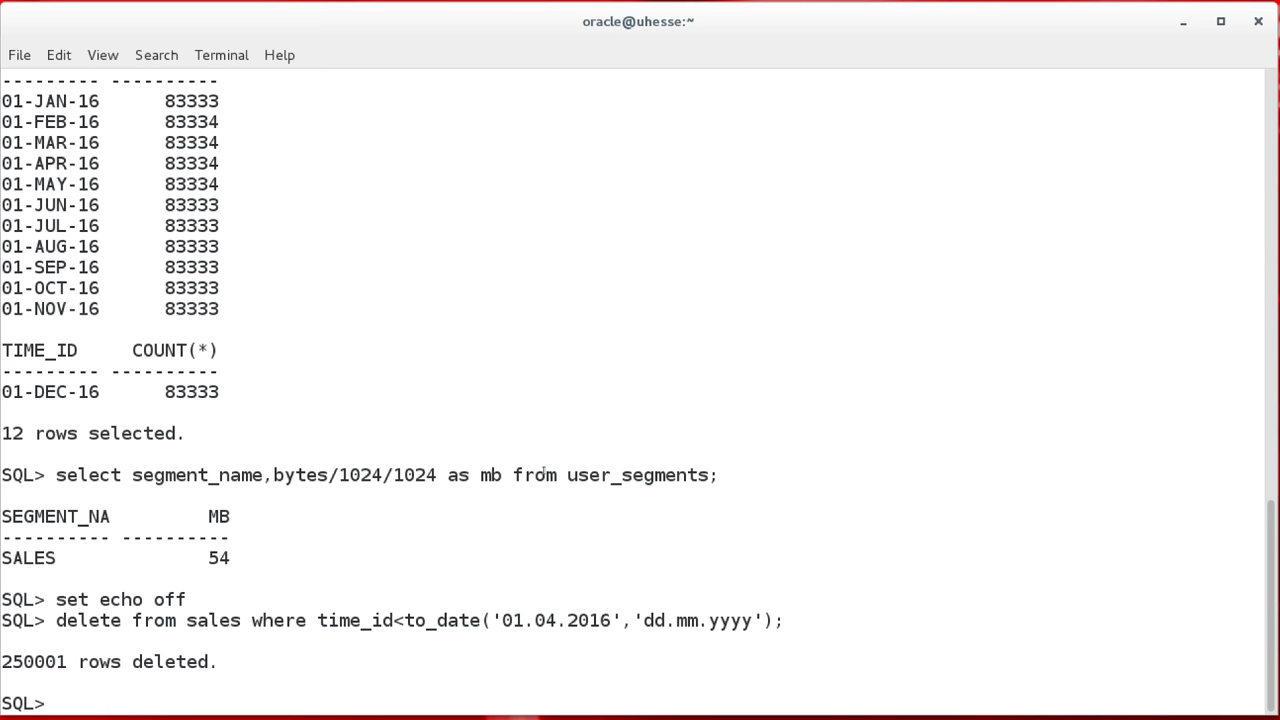 oracle@uhesse:~
File Edit View Search Terminal Help
--------- ----------
01-JAN-16      83333
01-FEB-16      83334
01-MAR-16      83334
01-APR-16      83334
01-MAY-16      83334
01-JUN-16      83333
01-JUL-16      83333
01-AUG-16      83333
01-SEP-16      83333
01-OCT-16      83333
01-NOV-16      83333
TIME_ID     COUNT(*)
--------- ----------
01-DEC-16      83333
12 rows selected.
SQL> select segment_name,bytes/1024/1024 as mb from user_segments;
SEGMENT_NA         MB
---------- ----------
SALES              54
SQL> set echo off
SQL> delete from sales where time_id<to_date('01.04.2016','dd.mm.yyyy');
250001 rows deleted.
SQL>